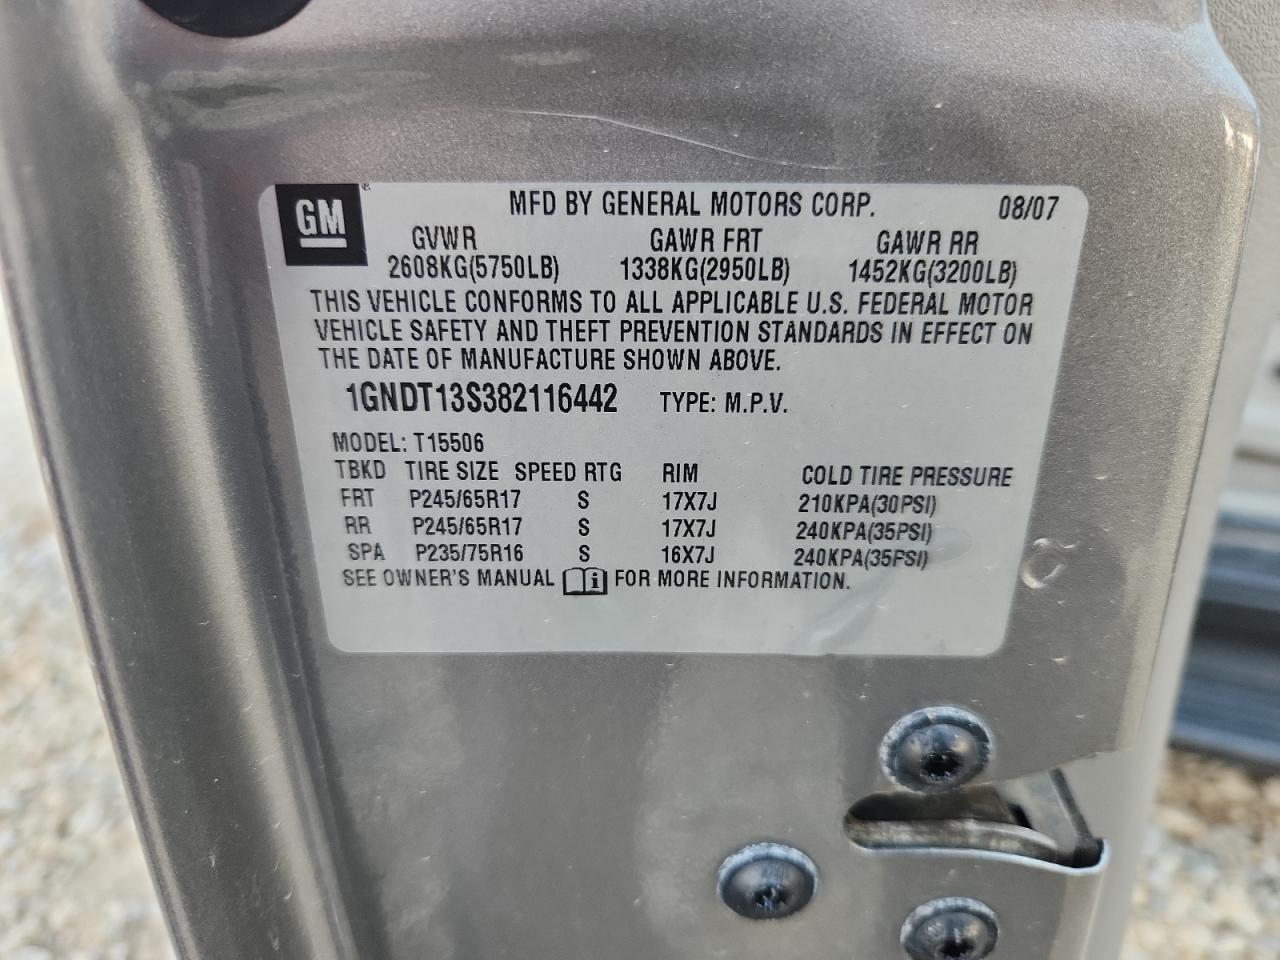 GM ®
MFD BY GENERAL MOTORS CORP. 08/07
GVWR GAWR FRT GAWR RR
2608KG(5750LB) 1338KG(2950LB) 1452KG(3200LB)
THIS VEHICLE CONFORMS TO ALL APPLICABLE U.S. FEDERAL MOTOR
VEHICLE SAFETY AND THEFT PREVENTION STANDARDS IN EFFECT ON
THE DATE OF MANUFACTURE SHOWN ABOVE.
1GNDT13S382116442 TYPE: M.P.V.
MODEL: T15506
TBKD TIRE SIZE SPEED RTG RIM COLD TIRE PRESSURE
FRT P245/65R17 S 17X7J 210KPA(30PSI)
RR P245/65R17 S 17X7J 240KPA(35PSI)
SPA P235/75R16 S 16X7J 240KPA(35PSI)
SEE OWNER'S MANUAL i FOR MORE INFORMATION.